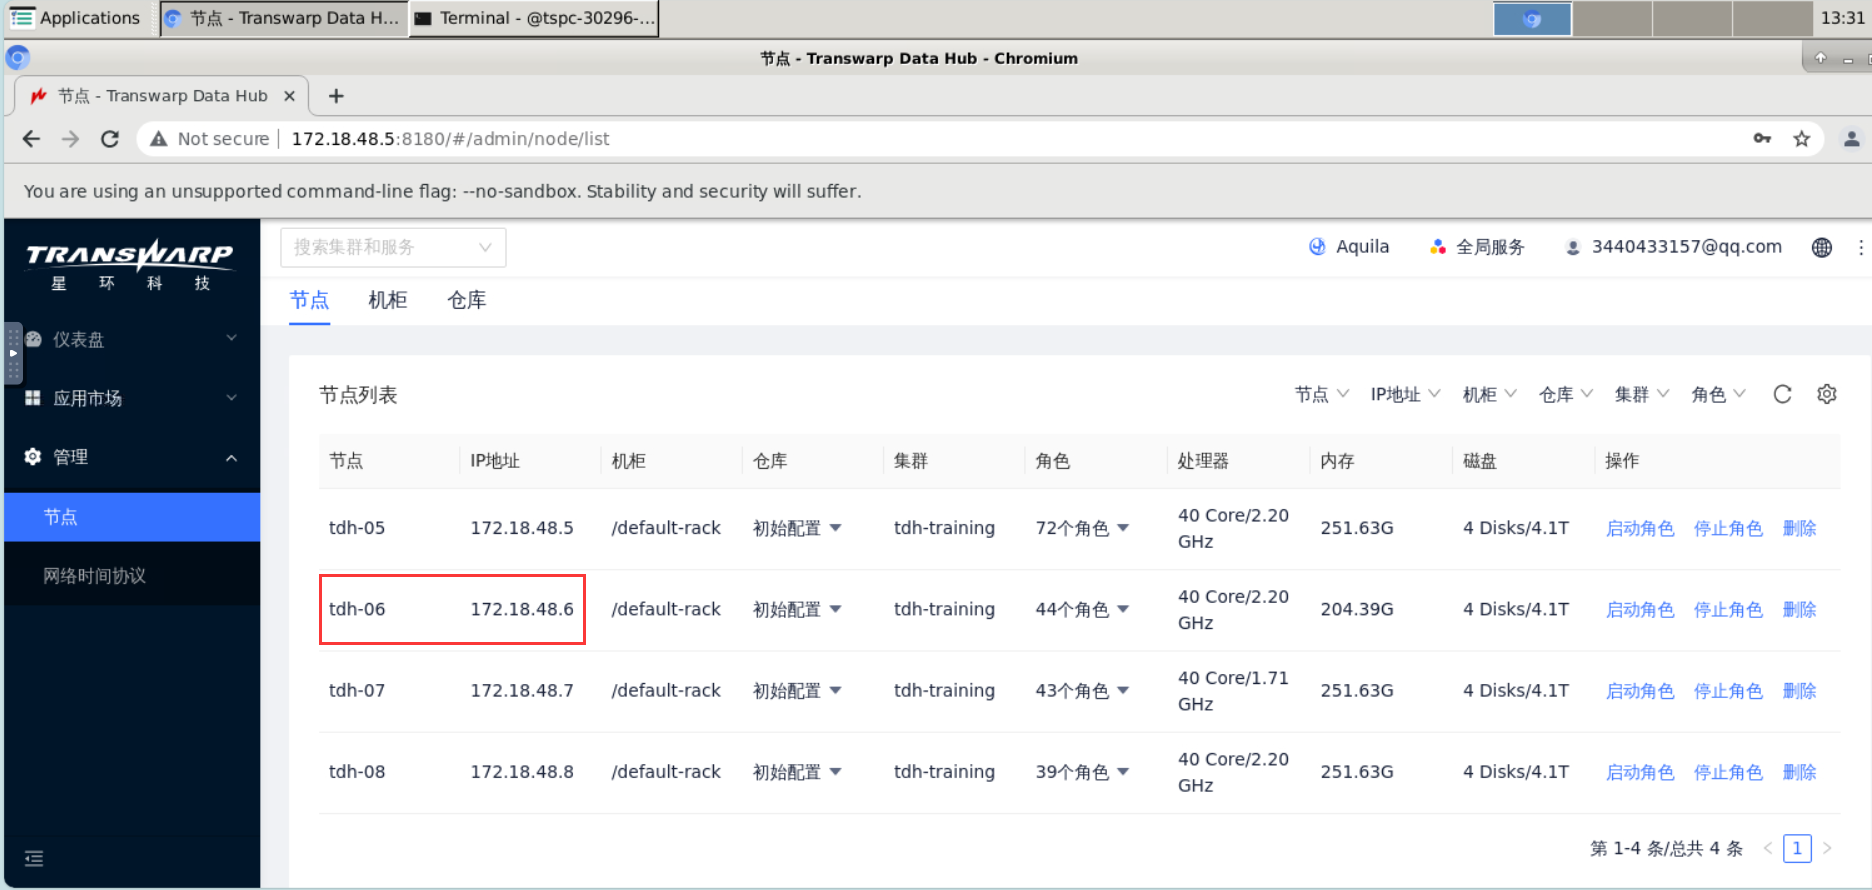 Applications 节点 - Transwarp Data H... Terminal - @tspc-30296-... 13:31
节点 - Transwarp Data Hub - Chromium
节点 - Transwarp Data Hub
Not secure 172.18.48.5:8180/#/admin/node/list
You are using an unsupported command-line flag: --no-sandbox. Stability and security will suffer.
TRANSWARP
星环科技
搜索集群和服务 Aquila 全局服务 3440433157@qq.com
仪表盘
应用市场
管理
节点
网络时间协议
节点 机柜 仓库
节点列表 节点 IP地址 机柜 仓库 集群 角色
节点 IP地址 机柜 仓库 集群 角色 处理器 内存 磁盘 操作
tdh-05 172.18.48.5 /default-rack 初始配置 tdh-training 72个角色 40 Core/2.20 GHz 251.63G 4 Disks/4.1T 启动角色 停止角色 删除
tdh-06 172.18.48.6 /default-rack 初始配置 tdh-training 44个角色 40 Core/2.20 GHz 204.39G 4 Disks/4.1T 启动角色 停止角色 删除
tdh-07 172.18.48.7 /default-rack 初始配置 tdh-training 43个角色 40 Core/1.71 GHz 251.63G 4 Disks/4.1T 启动角色 停止角色 删除
tdh-08 172.18.48.8 /default-rack 初始配置 tdh-training 39个角色 40 Core/2.20 GHz 251.63G 4 Disks/4.1T 启动角色 停止角色 删除
第 1-4 条/总共 4 条 < 1 >